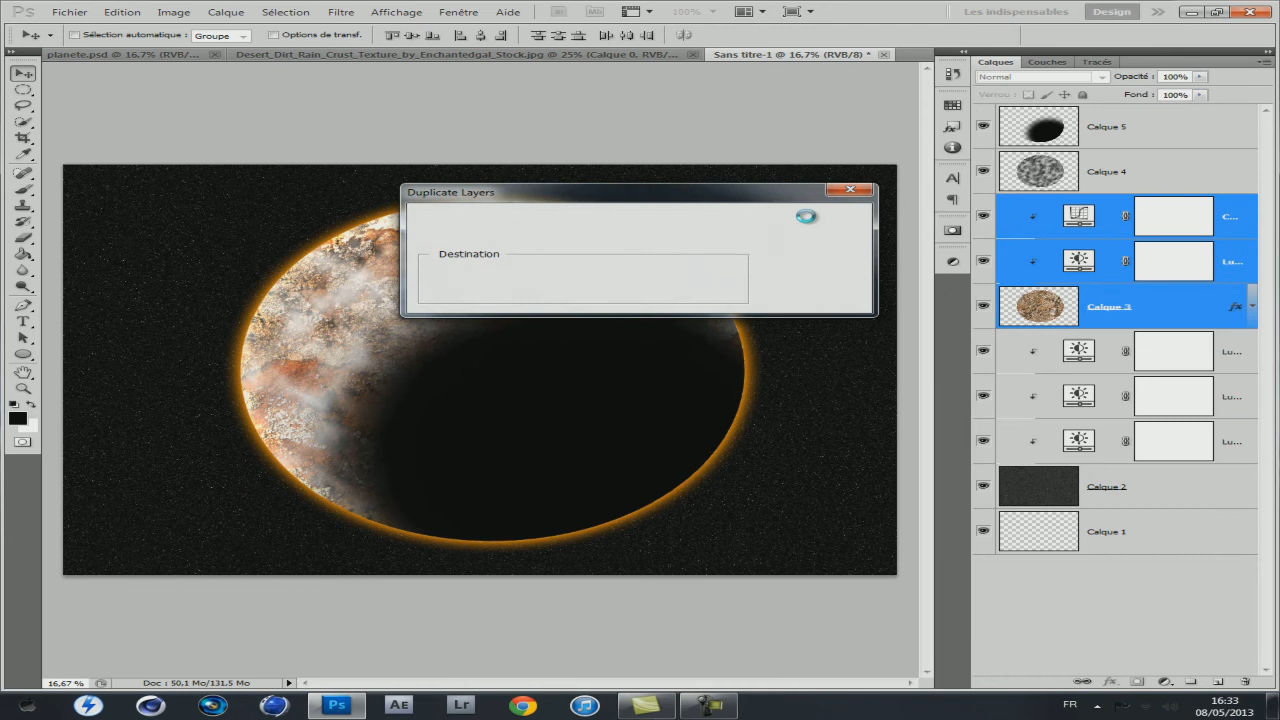 Ps Fichier Edition Image Calque Sélection Filtre Affichage Fenêtre Aide 100% Les indispensables Design
Sélection automatique : Groupe Options de transf.
planete.psd @ 16.7% (RVB/... Desert_Dirt_Rain_Crust_Texture_by_Enchantedgal_Stock.jpg @ 25% (Calque 0, RVB/... Sans titre-1 @ 16.7% (RVB/8) *
Calques Couches Tracés
Normal Opacité : 100%
Verrou : Fond : 100%
Calque 5
Calque 4
C...
Lu...
Calque 3 fx
Lu...
Lu...
Lu...
Calque 2
Calque 1
Duplicate Layers
Destination
16,67 % Doc : 50,1 Mo/131,5 Mo
Ps Ae Lr FR 16:33
08/05/2013